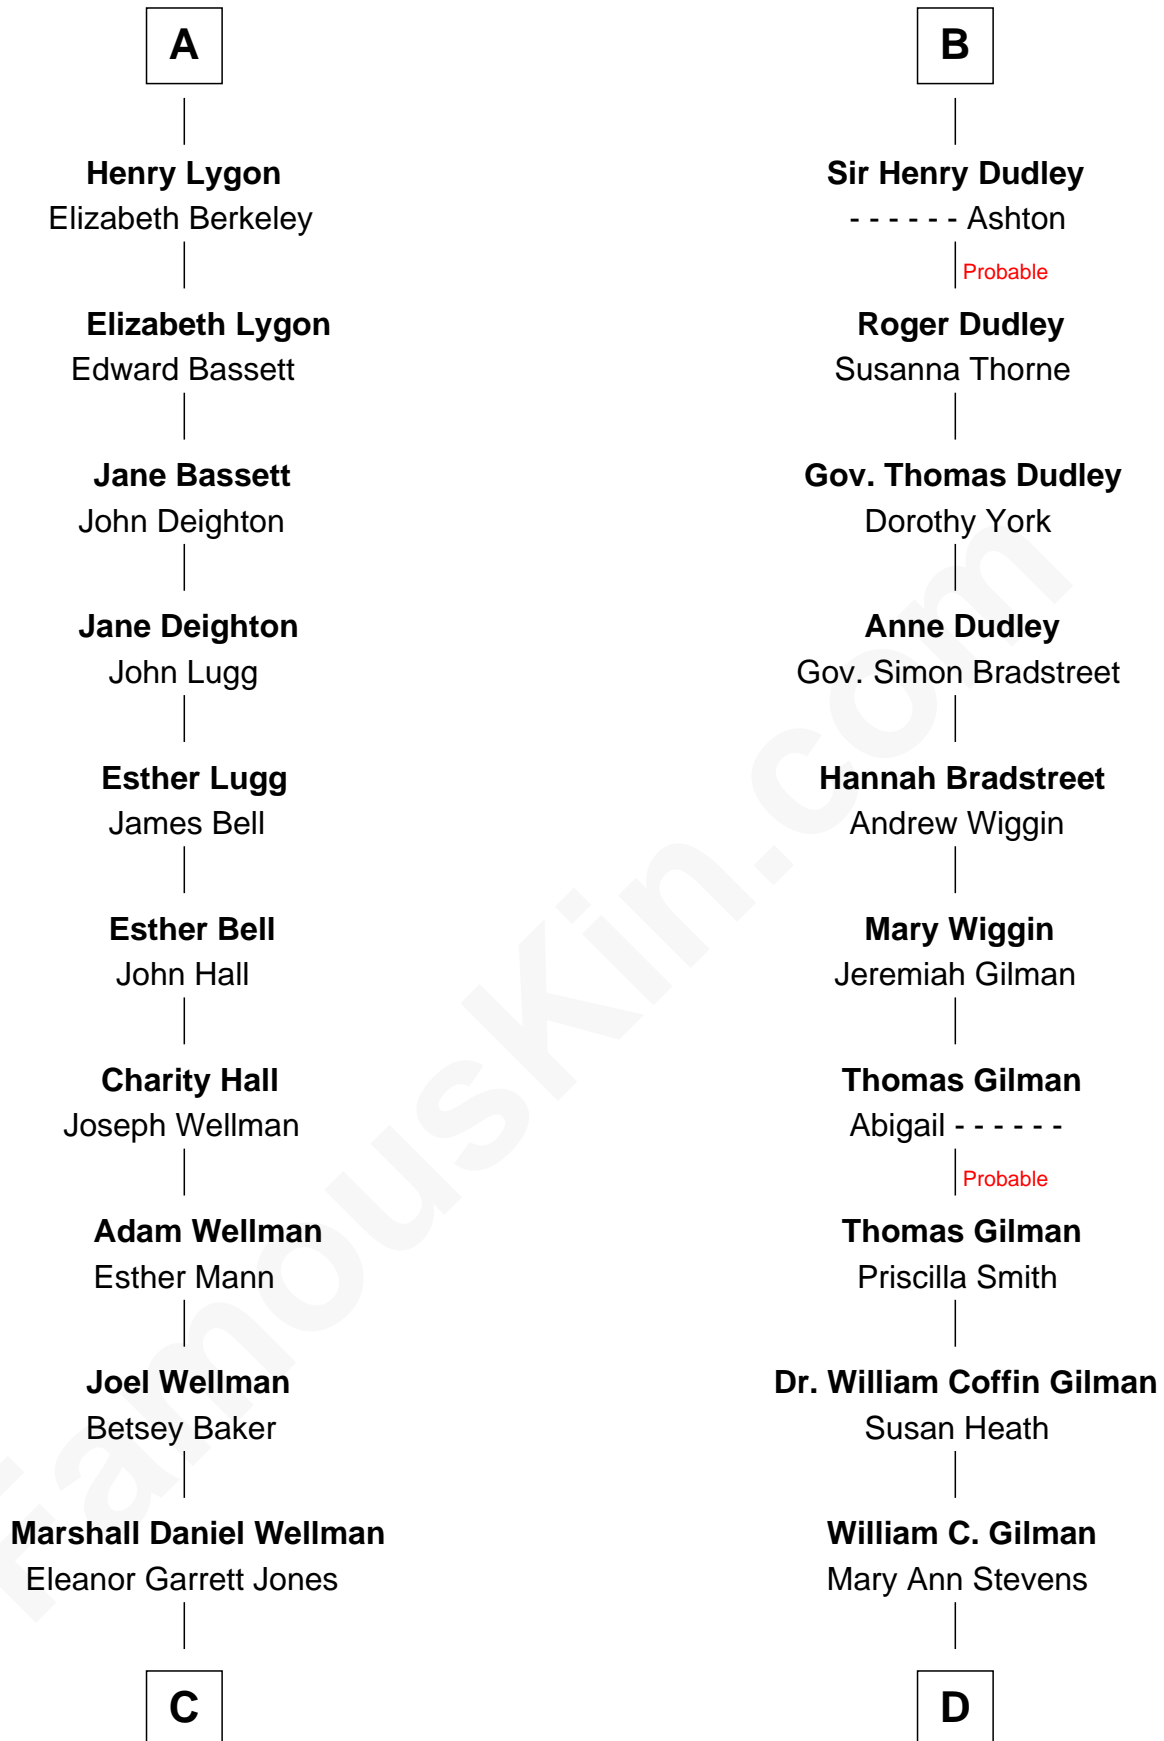 A
Henry Lygon
Elizabeth Berkeley
Elizabeth Lygon
Edward Bassett
Jane Bassett
John Deighton
Jane Deighton
John Lugg
Esther Lugg
James Bell
Esther Bell
John Hall
Charity Hall
Joseph Wellman
Adam Wellman
Esther Mann
Joel Wellman
Betsey Baker
Marshall Daniel Wellman
Eleanor Garrett Jones
C
B
Sir Henry Dudley
- - - - - - Ashton
Probable
Roger Dudley
Susanna Thorne
Gov. Thomas Dudley
Dorothy York
Anne Dudley
Gov. Simon Bradstreet
Hannah Bradstreet
Andrew Wiggin
Mary Wiggin
Jeremiah Gilman
Thomas Gilman
Abigail - - - - - -
Probable
Thomas Gilman
Priscilla Smith
Dr. William Coffin Gilman
Susan Heath
William C. Gilman
Mary Ann Stevens
D
FamousKin.com